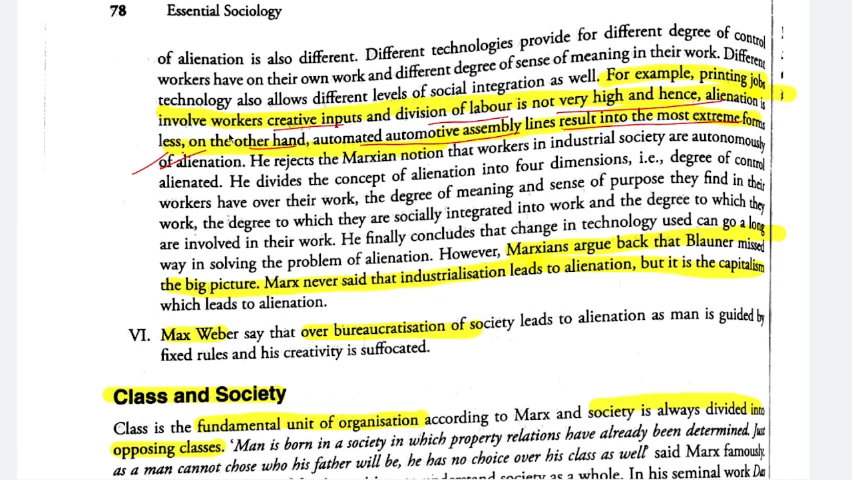 78 Essential Sociology
of alienation is also different. Different technologies provide for different degree of control
workers have on their own work and different degree of sense of meaning in their work. Different
technology also allows different levels of social integration as well. For example, printing jobs
involve workers creative inputs and division of labour is not very high and hence, alienation is
less, on the other hand, automated automotive assembly lines result into the most extreme forms
of alienation. He rejects the Marxian notion that workers in industrial society are autonomously
alienated. He divides the concept of alienation into four dimensions, i.e., degree of control
workers have over their work, the degree of meaning and sense of purpose they find in their
work, the degree to which they are socially integrated into work and the degree to which they
are involved in their work. He finally concludes that change in technology used can go a long
way in solving the problem of alienation. However, Marxians argue back that Blauner missed
the big picture. Marx never said that industrialisation leads to alienation, but it is the capitalism
which leads to alienation.
VI. Max Weber say that over bureaucratisation of society leads to alienation as man is guided by
fixed rules and his creativity is suffocated.
Class and Society
Class is the fundamental unit of organisation according to Marx and society is always divided into
opposing classes. 'Man is born in a society in which property relations have already been determined. Just
as a man cannot chose who his father will be, he has no choice over his class as well' said Marx famously.
society as a whole. In his seminal work Das